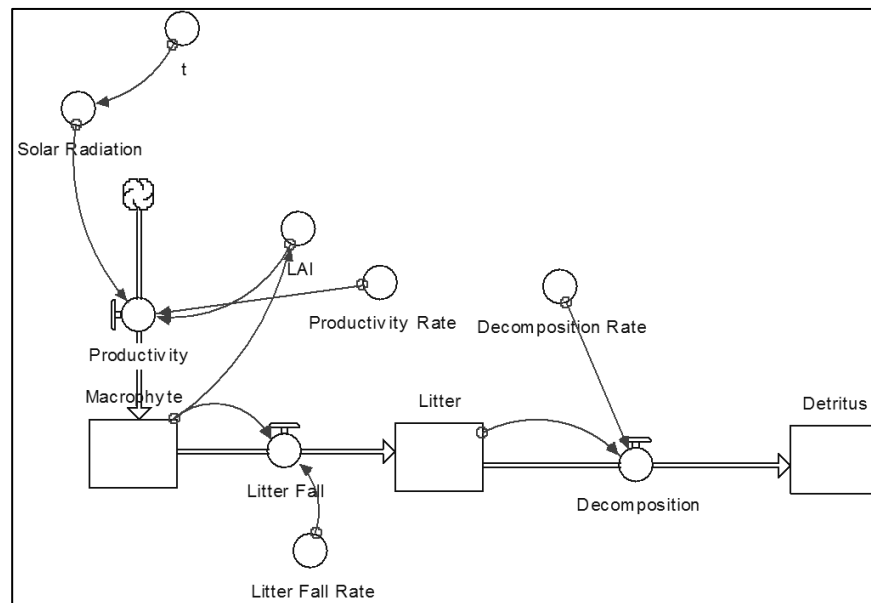 t
Solar Radiation
LAI
Productivity Rate
Decomposition Rate
Productivity
Macrophyte
Litter
Detritus
Litter Fall
Decomposition
Litter Fall Rate